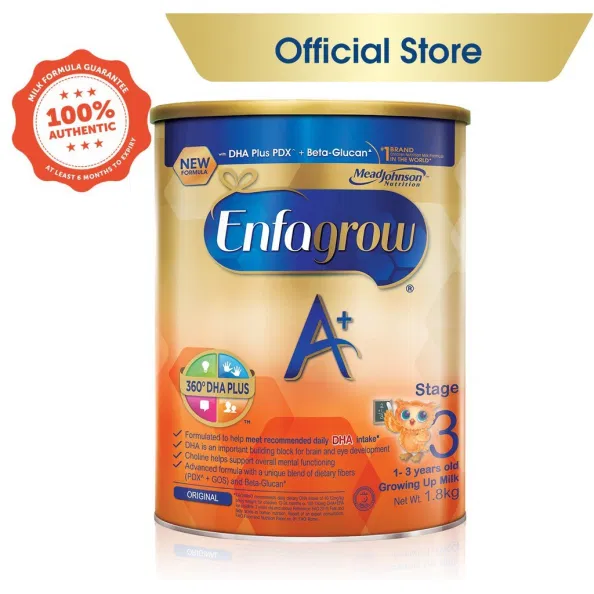 Official Store
MILK FORMULA GUARANTEE
100%
AUTHENTIC
AT LEAST 6 MONTHS TO EXPIRY
NEW
FORMULA
with DHA Plus PDX™ + Beta-Glucan
#1 BRAND
IN THE WORLD
MeadJohnson
Nutrition
Enfagrow
®
A+
360° DHA PLUS
TM
Stage
3
1 - 3 years old
Growing Up Milk
Net Wt. 1.8kg
Formulated to help meet recommended daily DHA intake*
DHA is an important building block for brain and eye development
Choline helps support overall mental functioning
Advanced formula with a unique blend of dietary fibers
(PDX^ + GOS) and Beta-Glucan^
ORIGINAL